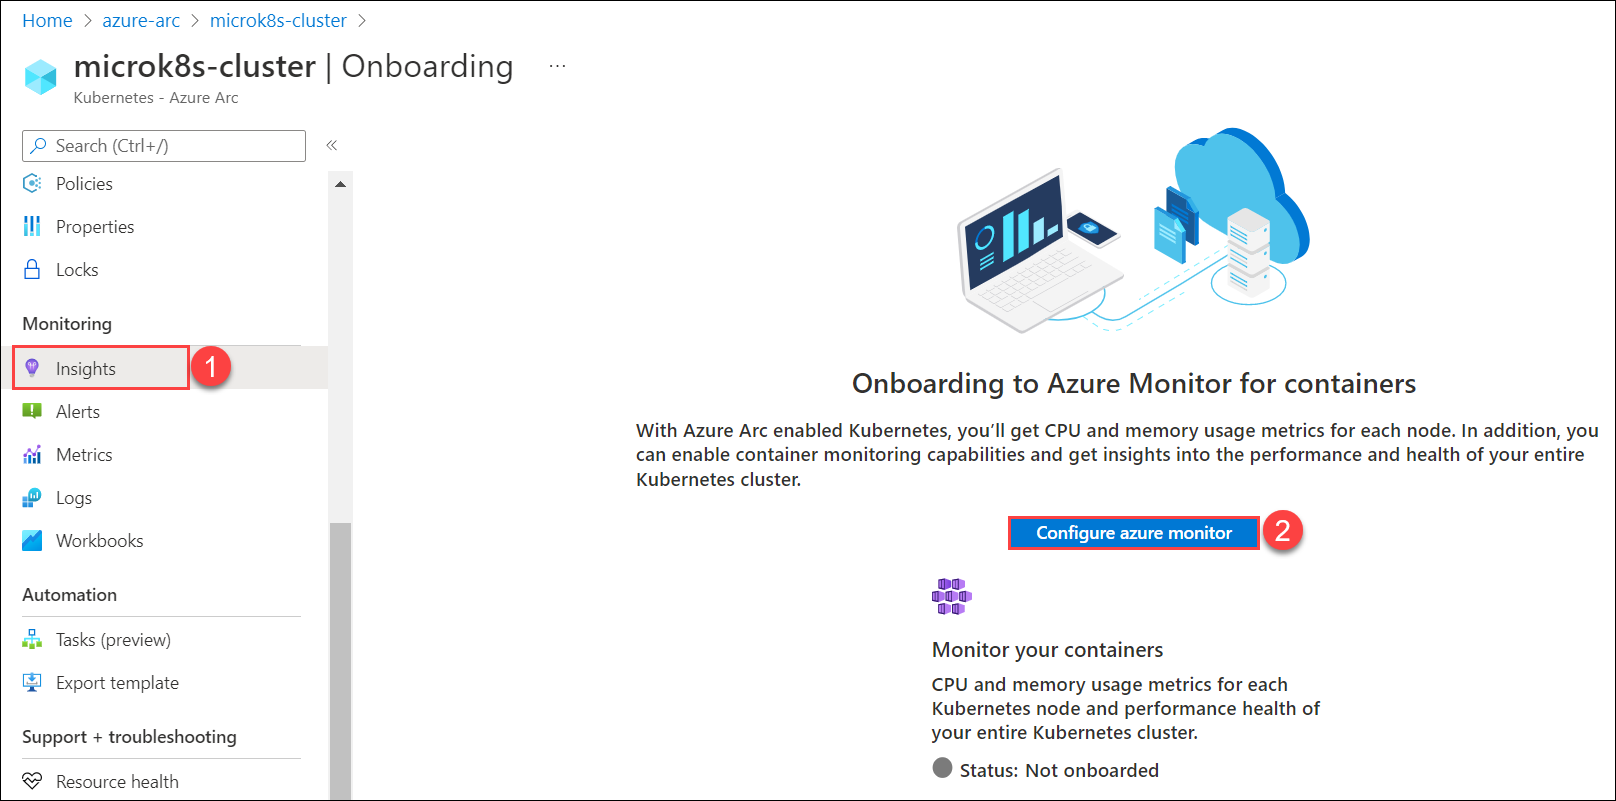 Home > azure-arc > microk8s-cluster >
microk8s-cluster | Onboarding ...
Kubernetes - Azure Arc
Search (Ctrl+/) «
Policies
Properties
Locks
Monitoring
Insights 1
Alerts
Metrics
Logs
Workbooks
Automation
Tasks (preview)
Export template
Support + troubleshooting
Resource health
Onboarding to Azure Monitor for containers
With Azure Arc enabled Kubernetes, you’ll get CPU and memory usage metrics for each node. In addition, you
can enable container monitoring capabilities and get insights into the performance and health of your entire
Kubernetes cluster.
Configure azure monitor 2
Monitor your containers
CPU and memory usage metrics for each
Kubernetes node and performance health of
your entire Kubernetes cluster.
Status: Not onboarded